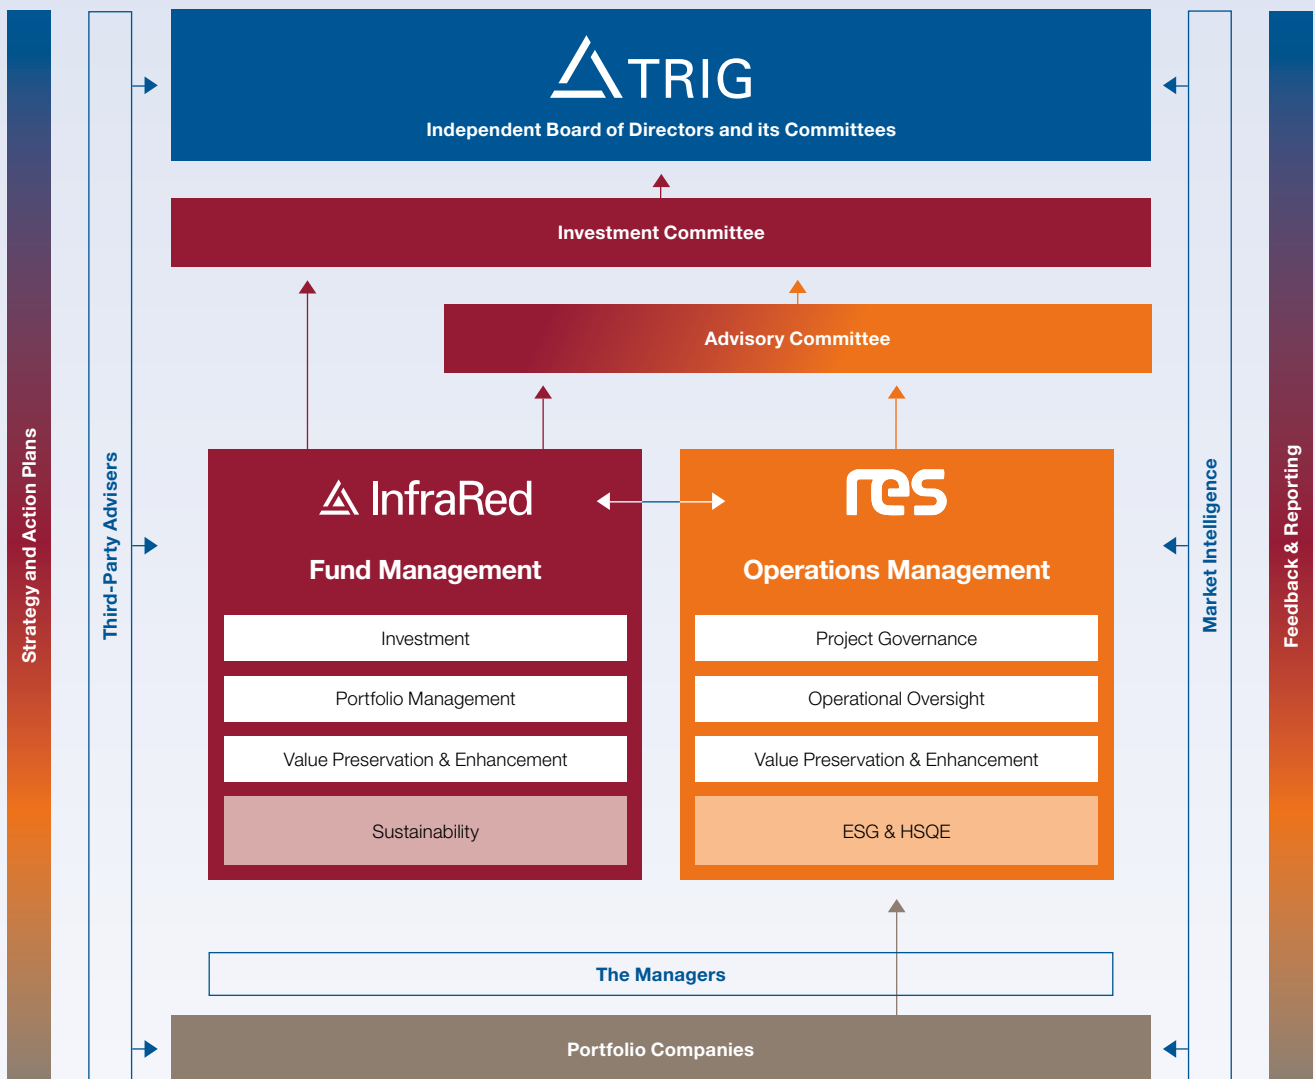 TRIG
Independent Board of Directors and its Committees
Investment Committee
Advisory Committee
Strategy and Action Plans
Third-Party Advisers
InfraRed
Fund Management
Investment
Portfolio Management
Value Preservation & Enhancement
Sustainability
res
Operations Management
Project Governance
Operational Oversight
Value Preservation & Enhancement
ESG & HSQE
Market Intelligence
Feedback & Reporting
The Managers
Portfolio Companies